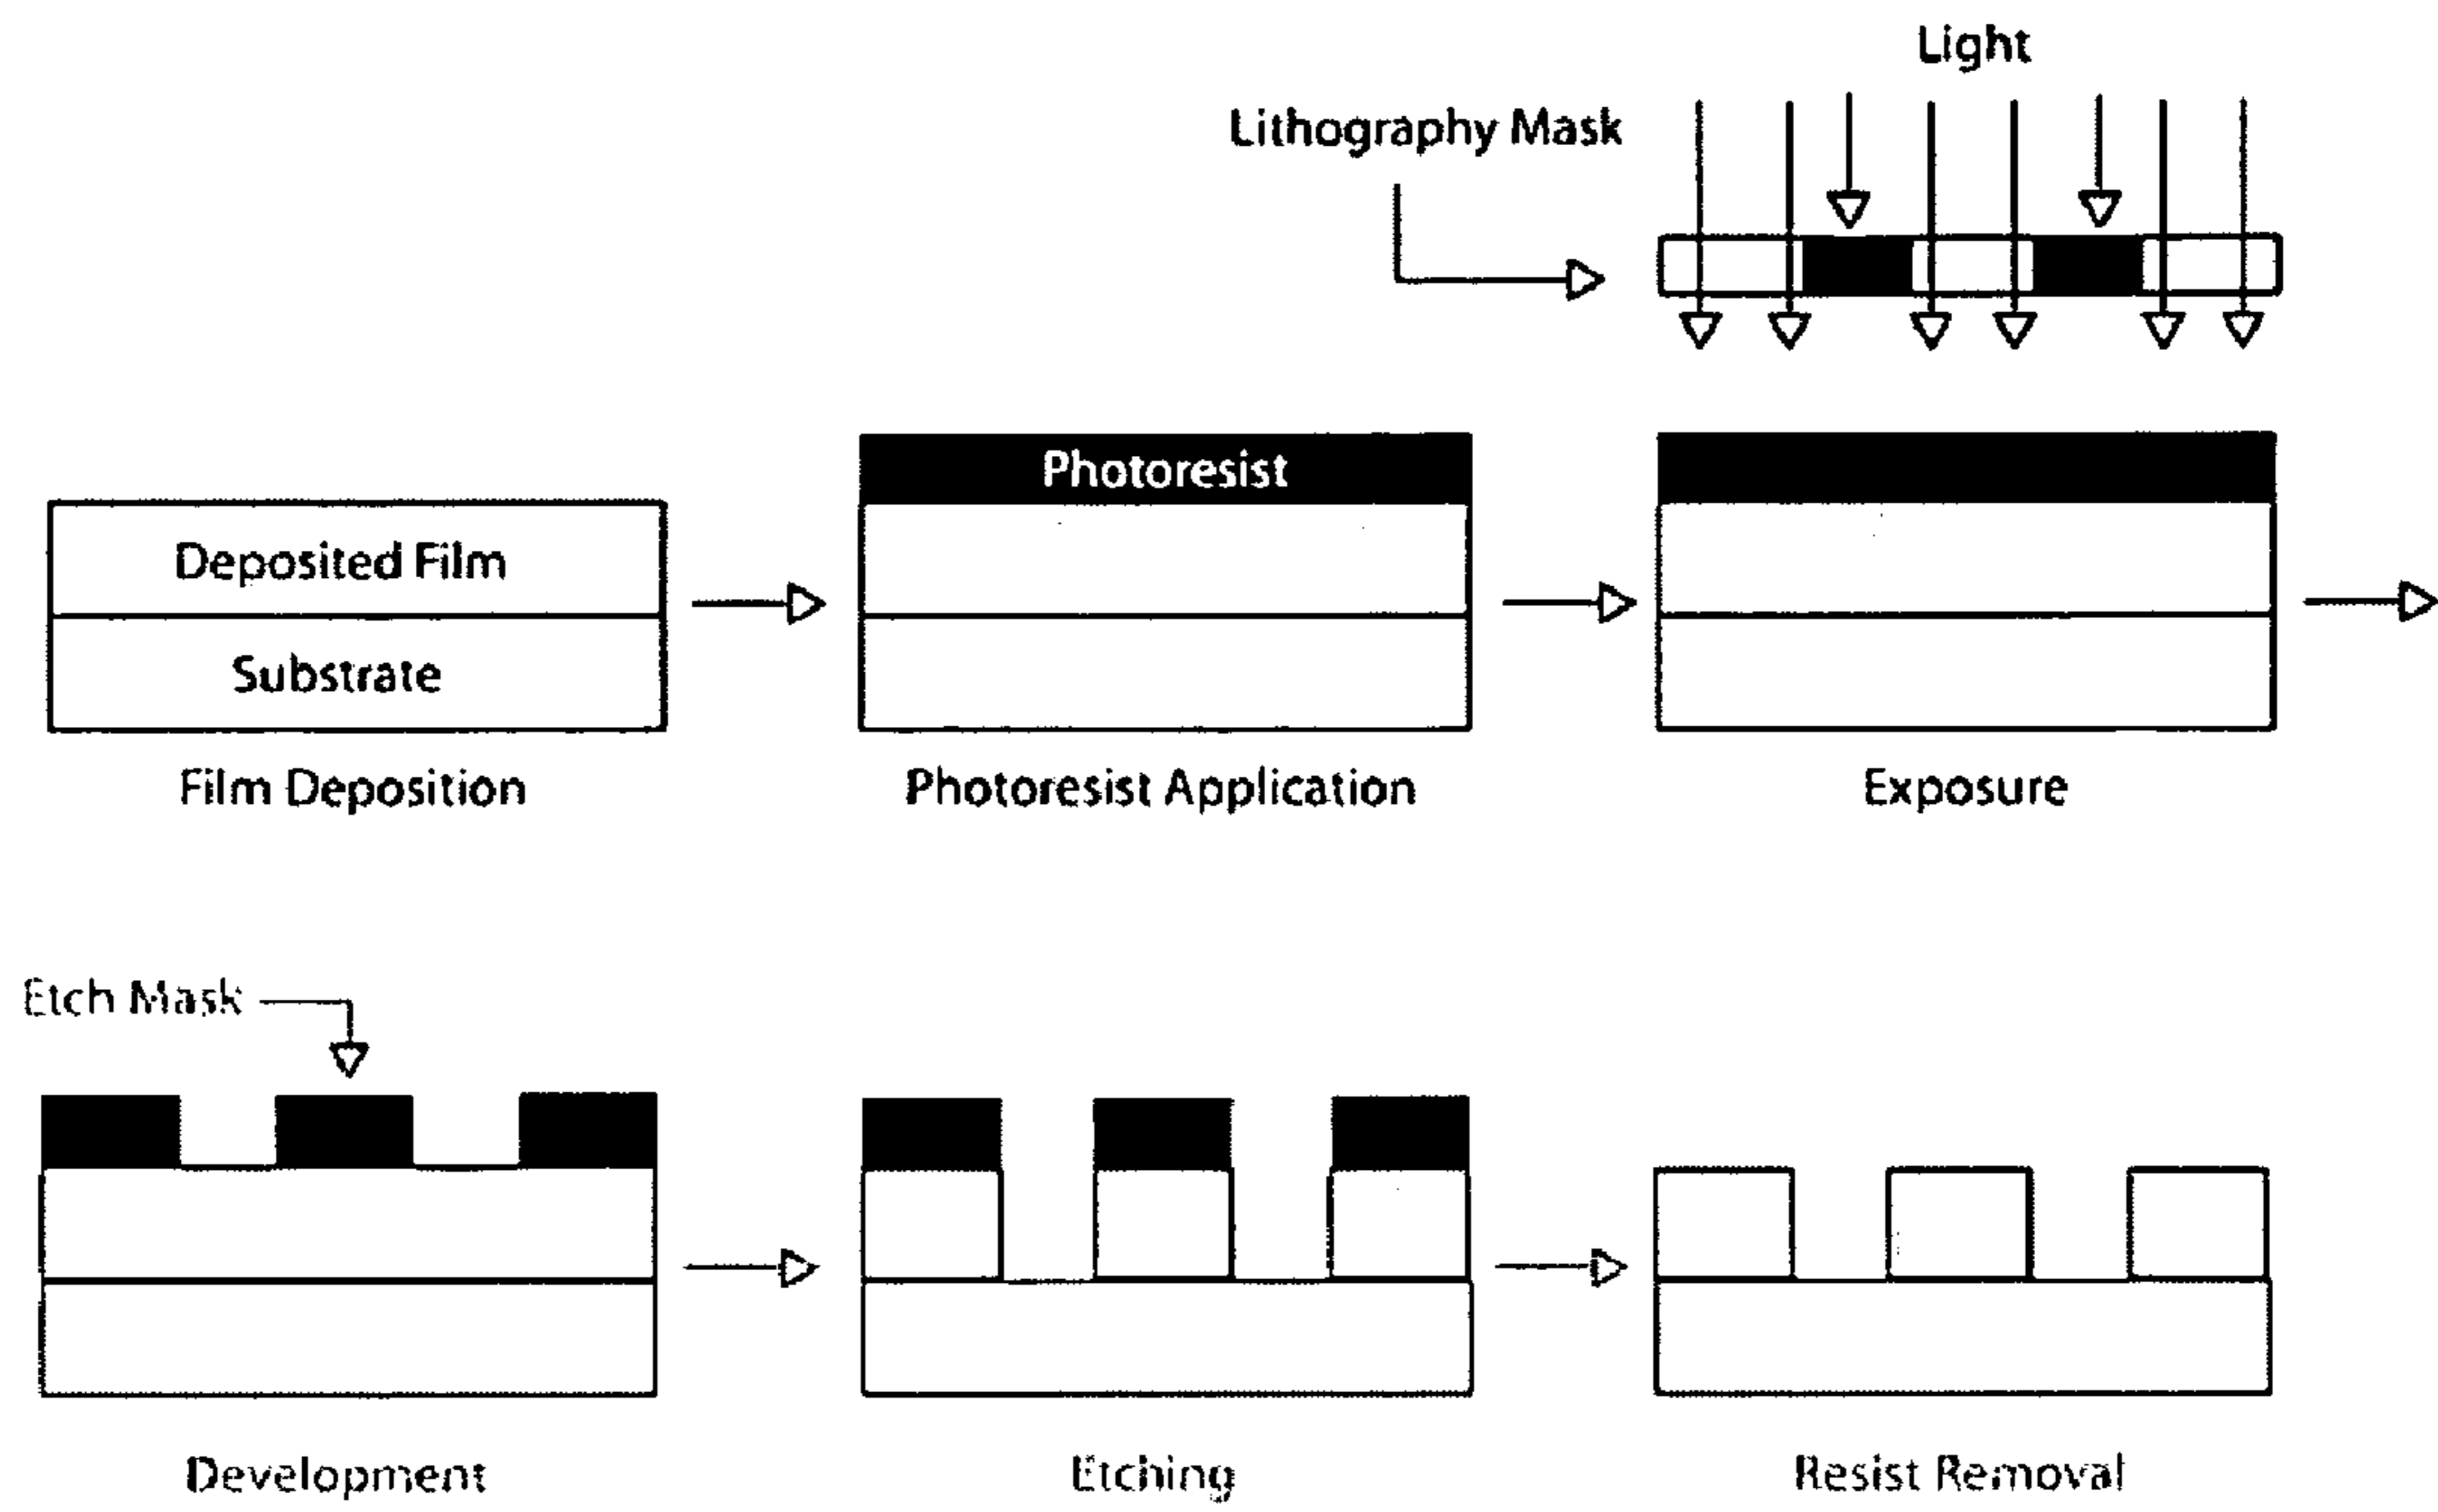 Light
Lithography Mask
Photoresist
Deposited Film
Substrate
Film Deposition
Photoresist Application
Exposure
Etch Mask
Development
Etching
Resist Removal